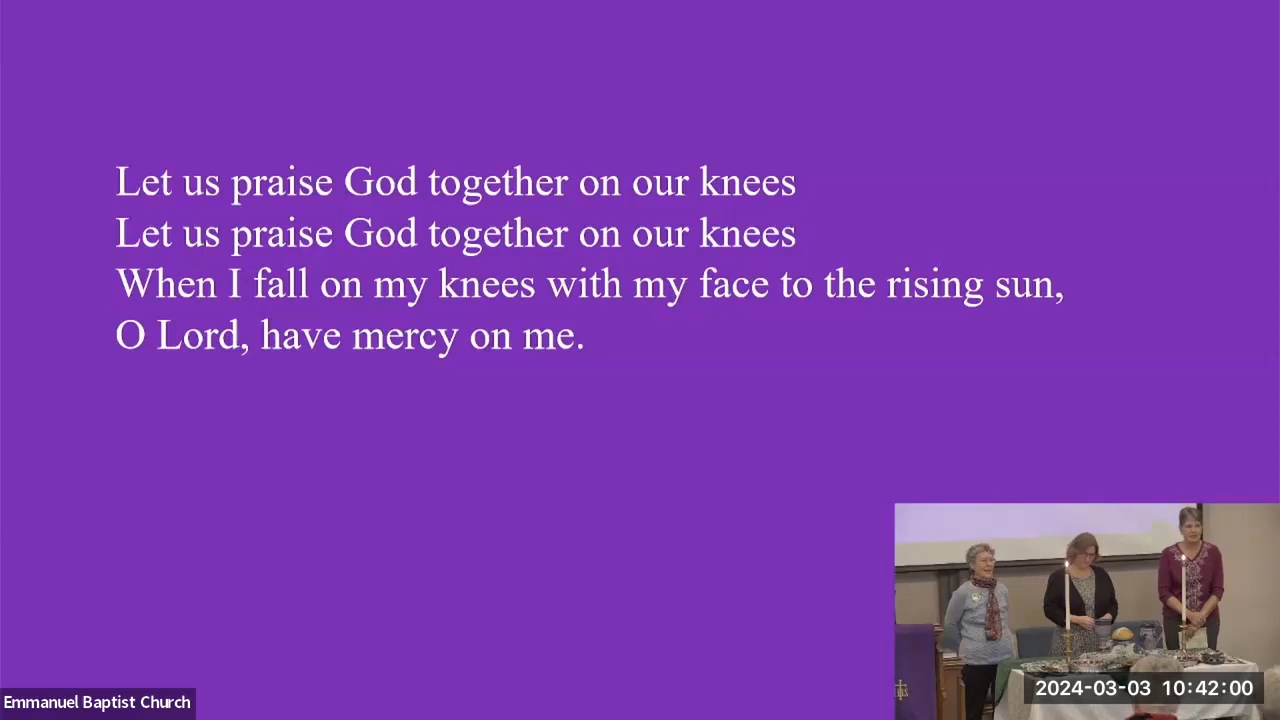 Let us praise God together on our knees
Let us praise God together on our knees
When I fall on my knees with my face to the rising sun,
O Lord, have mercy on me.
Emmanuel Baptist Church
2024-03-03 10:42:00